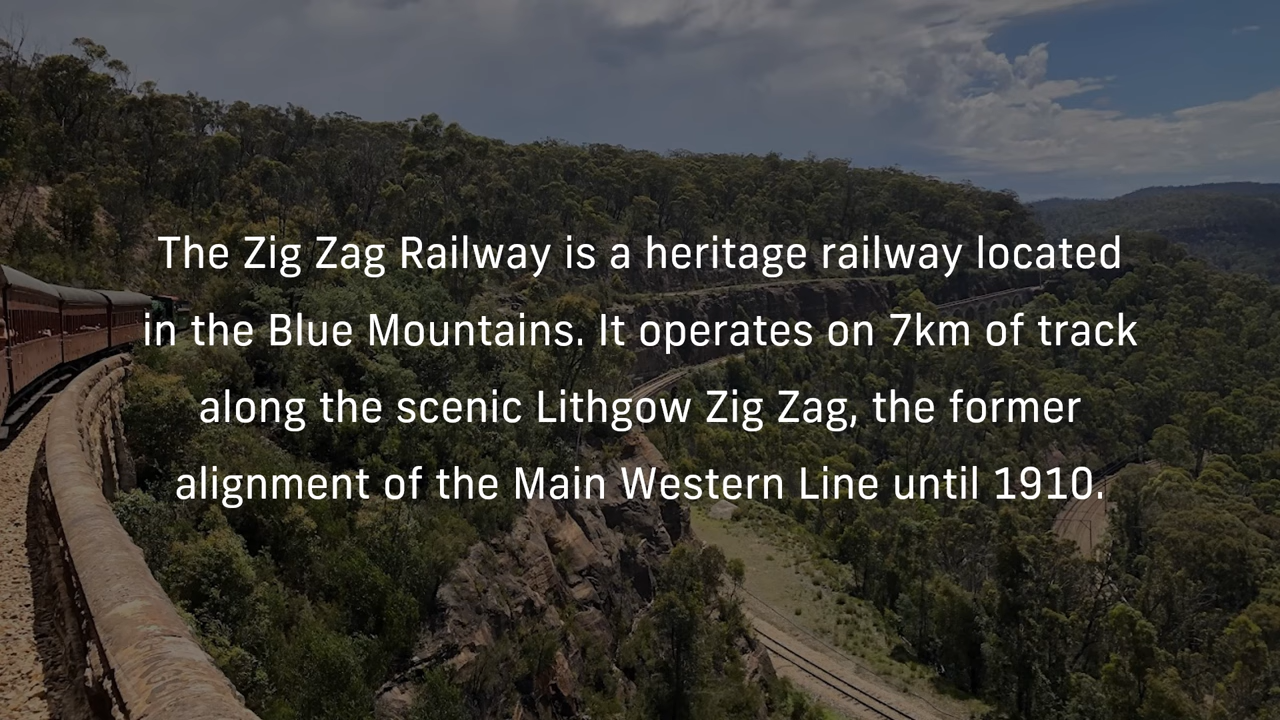 The Zig Zag Railway is a heritage railway located
in the Blue Mountains. It operates on 7km of track
along the scenic Lithgow Zig Zag, the former
alignment of the Main Western Line until 1910.